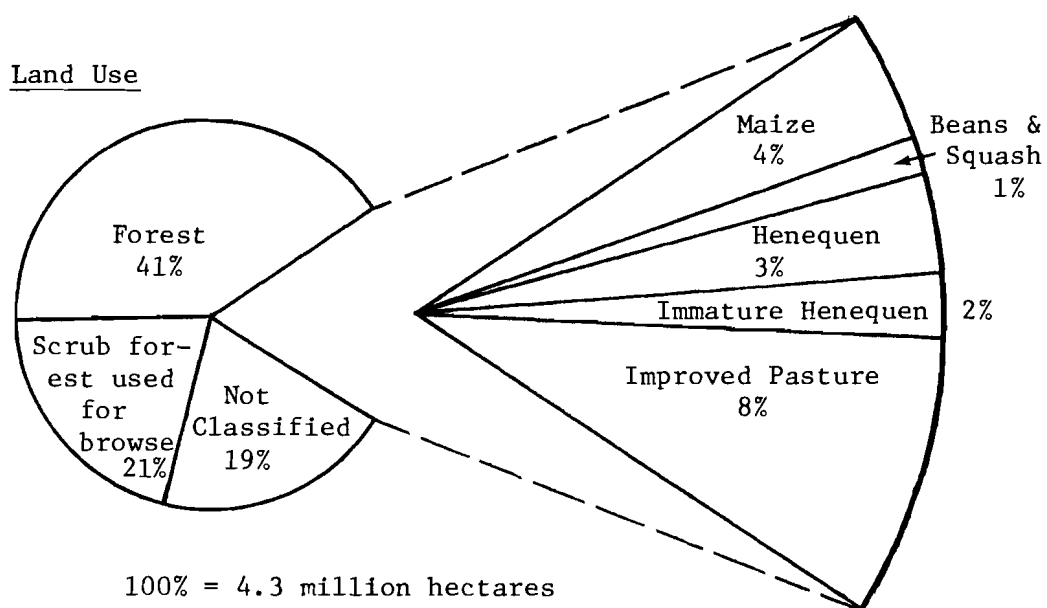 Land Use
Forest
41%
Scrub for-
est used
for
browse
21%
Not
Classified
19%
Maize
4%
Beans &
Squash
1%
Henequen
3%
Immature Henequen 2%
Improved Pasture
8%
100% = 4.3 million hectares